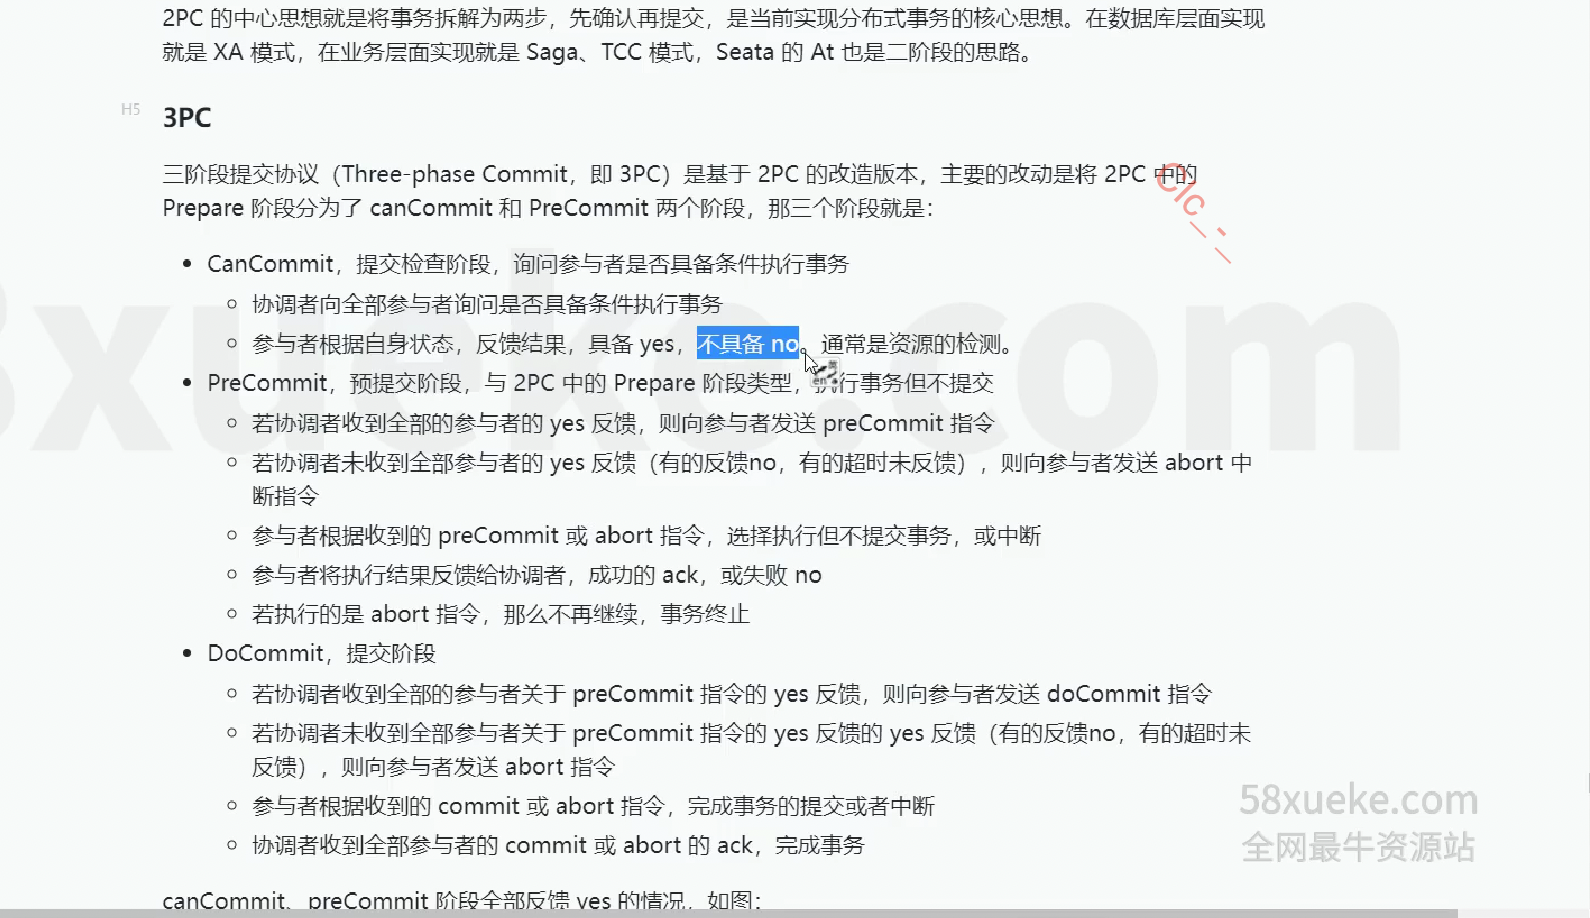 2PC 的中心思想就是将事务拆解为两步，先确认再提交，是当前实现分布式事务的核心思想。在数据库层面实现
就是 XA 模式，在业务层面实现就是 Saga、TCC 模式，Seata 的 At 也是二阶段的思路。
H5
3PC
三阶段提交协议（Three-phase Commit，即 3PC）是基于 2PC 的改造版本，主要的改动是将 2PC 中的
Prepare 阶段分为了 canCommit 和 PreCommit 两个阶段，那三个阶段就是：
CanCommit，提交检查阶段，询问参与者是否具备条件执行事务
协调者向全部参与者询问是否具备条件执行事务
参与者根据自身状态，反馈结果，具备 yes，不具备 no。通常是资源的检测。
PreCommit，预提交阶段，与 2PC 中的 Prepare 阶段类型，执行事务但不提交
若协调者收到全部的参与者的 yes 反馈，则向参与者发送 preCommit 指令
若协调者未收到全部参与者的 yes 反馈（有的反馈no，有的超时未反馈），则向参与者发送 abort 中
断指令
参与者根据收到的 preCommit 或 abort 指令，选择执行但不提交事务，或中断
参与者将执行结果反馈给协调者，成功的 ack，或失败 no
若执行的是 abort 指令，那么不再继续，事务终止
DoCommit，提交阶段
若协调者收到全部的参与者关于 preCommit 指令的 yes 反馈，则向参与者发送 doCommit 指令
若协调者未收到全部参与者关于 preCommit 指令的 yes 反馈的 yes 反馈（有的反馈no，有的超时未
反馈），则向参与者发送 abort 指令
参与者根据收到的 commit 或 abort 指令，完成事务的提交或者中断
协调者收到全部参与者的 commit 或 abort 的 ack，完成事务
canCommit、preCommit 阶段全部反馈 yes 的情况，如图：
8xueke.com
58xueke.com
全网最牛资源站